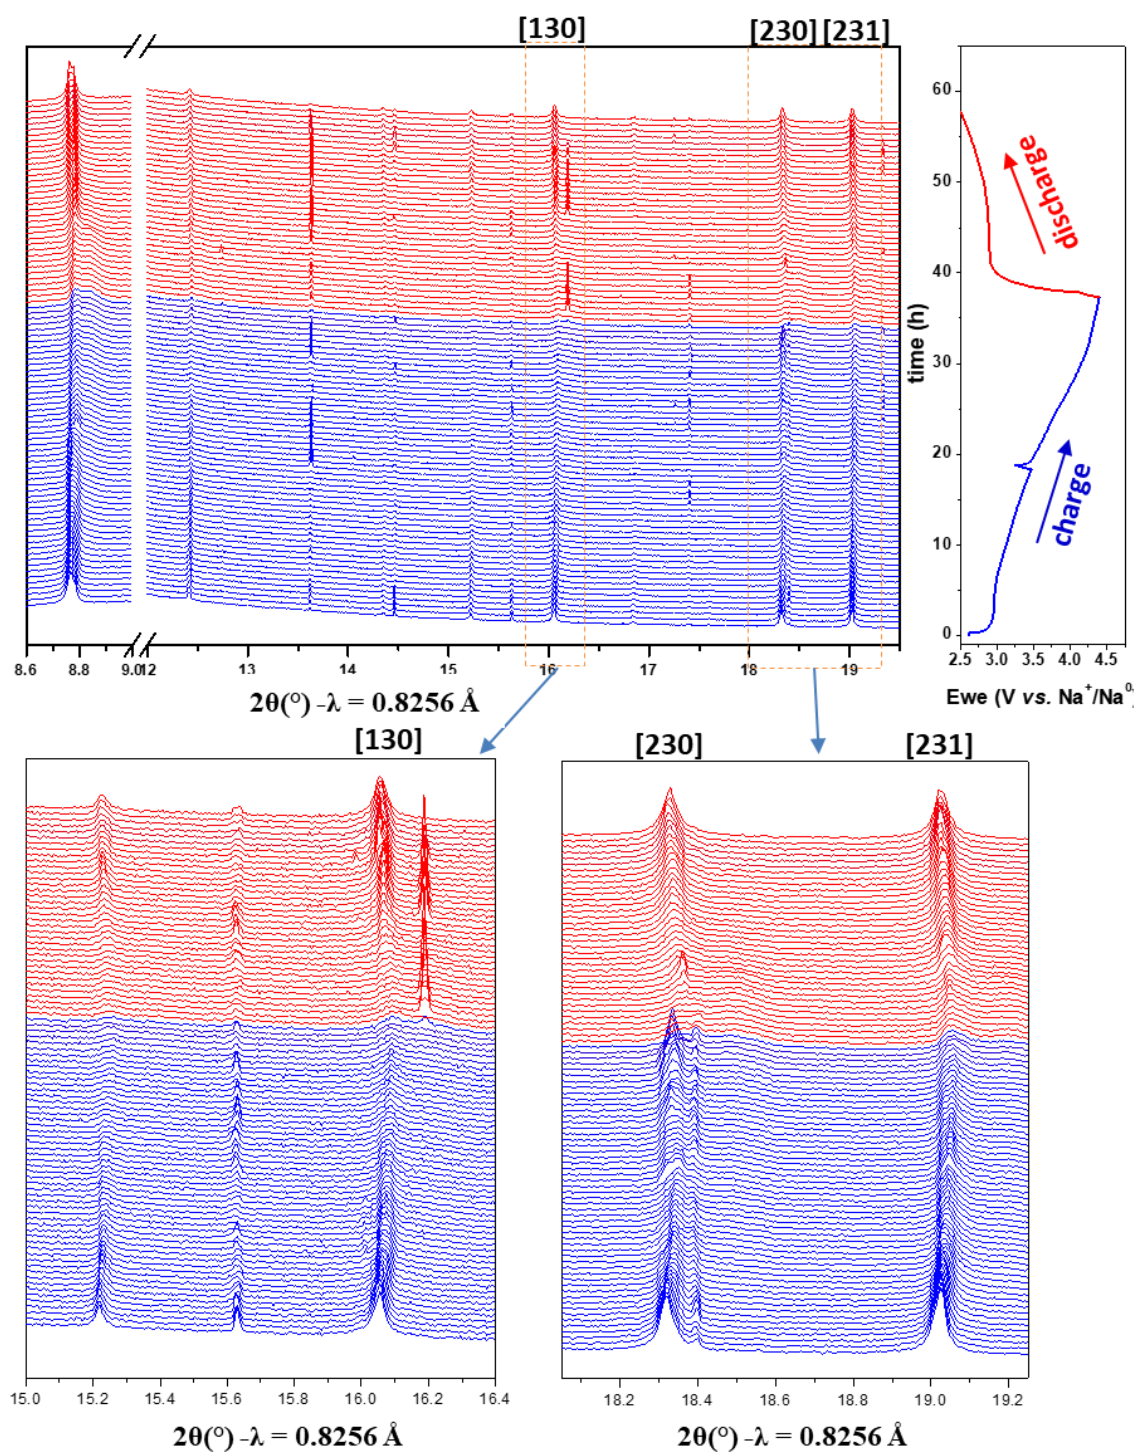 [130] [230] [231]
60
50
40
30
20
10
0
time (h)
discharge
charge
8.6 8.8 9.0 12 13 14 15 16 17 18 19
2.5 3.0 3.5 4.0 4.5
2θ(°) -λ = 0.8256 Å
Ewe (V vs. Na⁺/Na⁰
[130] [230] [231]
15.0 15.2 15.4 15.6 15.8 16.0 16.2 16.4
18.2 18.4 18.6 18.8 19.0 19.2
2θ(°) -λ = 0.8256 Å
2θ(°) -λ = 0.8256 Å